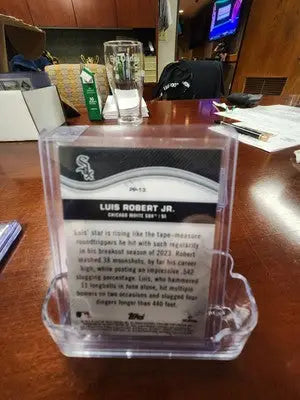 Sox
PP-13
LUIS ROBERT JR.
CHICAGO WHITE SOX™ | OF
Luis' star is rising like the tape-measure
roundtrippers he hit with such regularity
in his breakout season of 2023. Robert
mashed 38 moonshots, by far his career
high, while posting an impressive .542
slugging percentage. Luis, who hammered
11 longballs in June alone, hit multiple
homers on two occasions and slugged four
dingers longer than 440 feet.
Topps